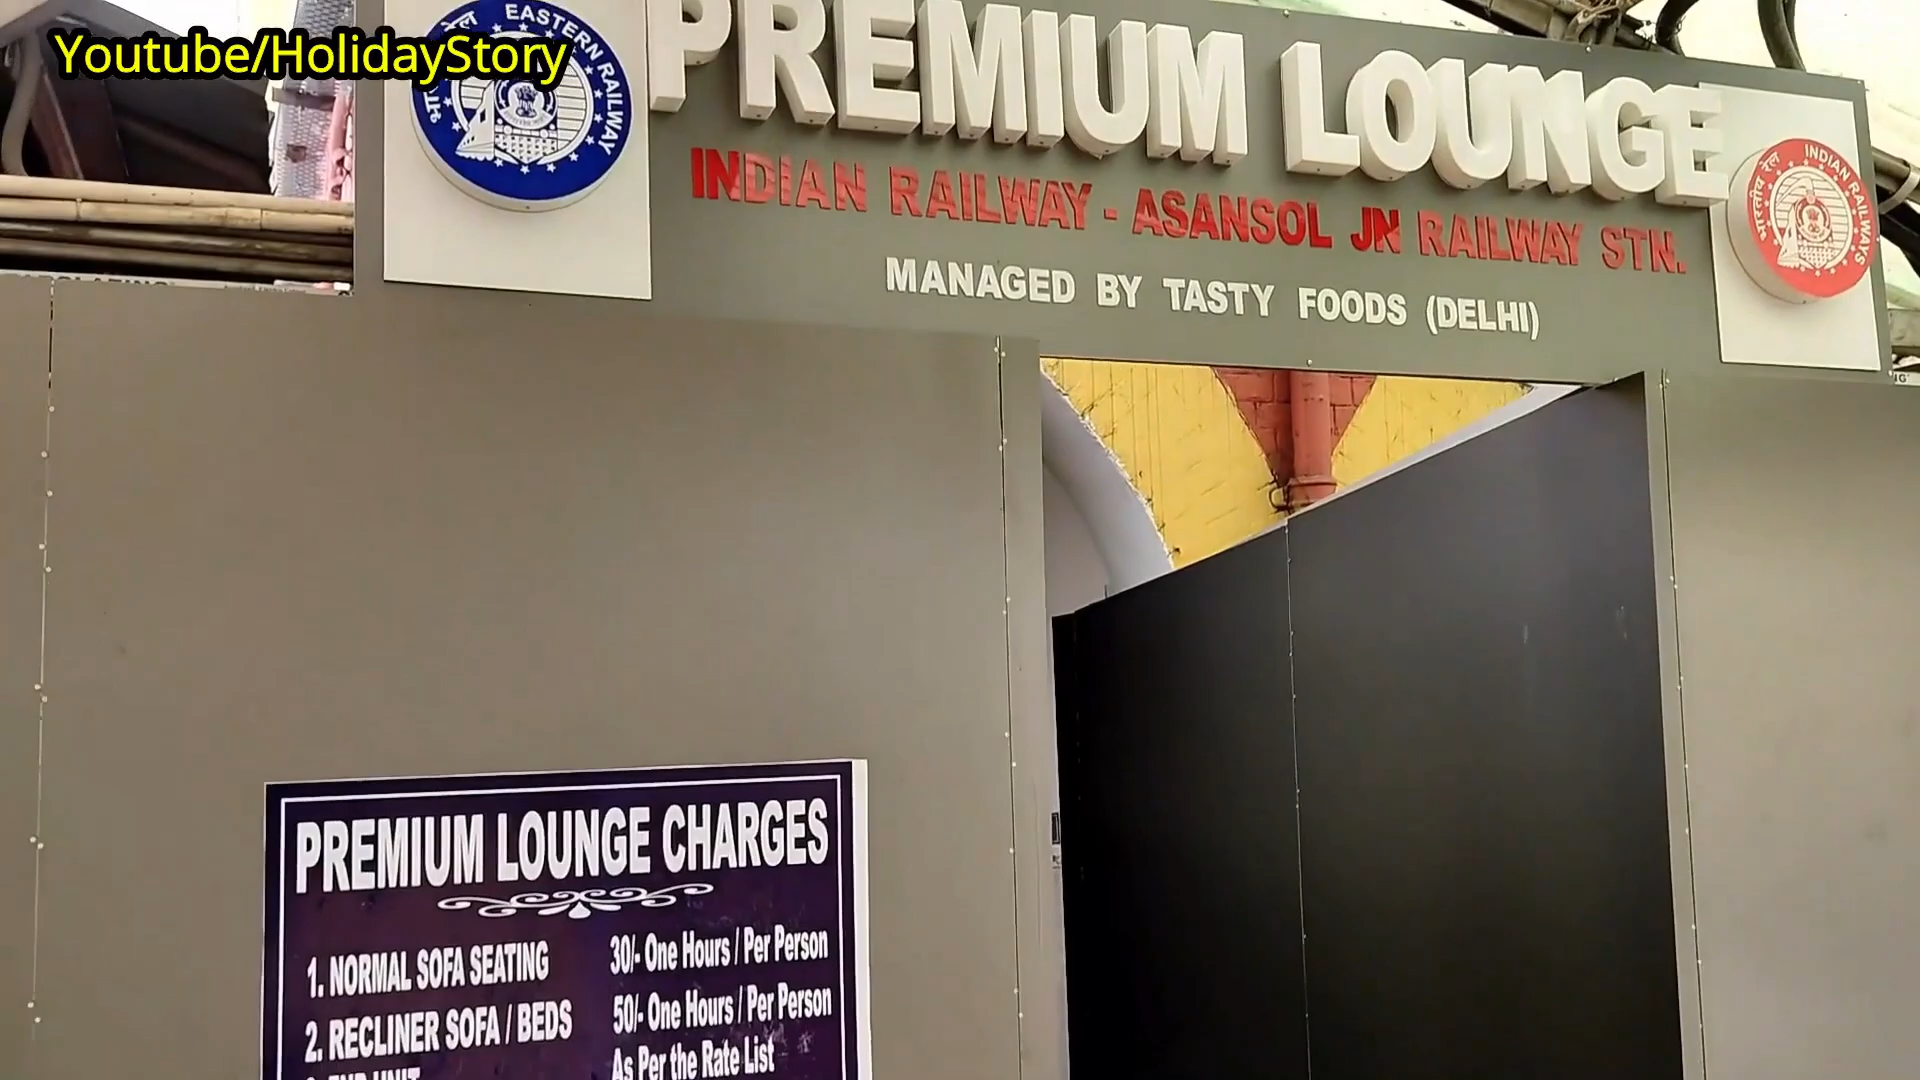 Youtube/HolidayStory
EASTERN RAILWAY
PREMIUM LOUNGE
INDIAN RAILWAY - ASANSOL JN RAILWAY STN.
MANAGED BY TASTY FOODS (DELHI)
भारतीय रेल INDIAN RAILWAYS
PREMIUM LOUNGE CHARGES
1. NORMAL SOFA SEATING 30/- One Hours / Per Person
2. RECLINER SOFA / BEDS 50/- One Hours / Per Person
As Per the Rate List